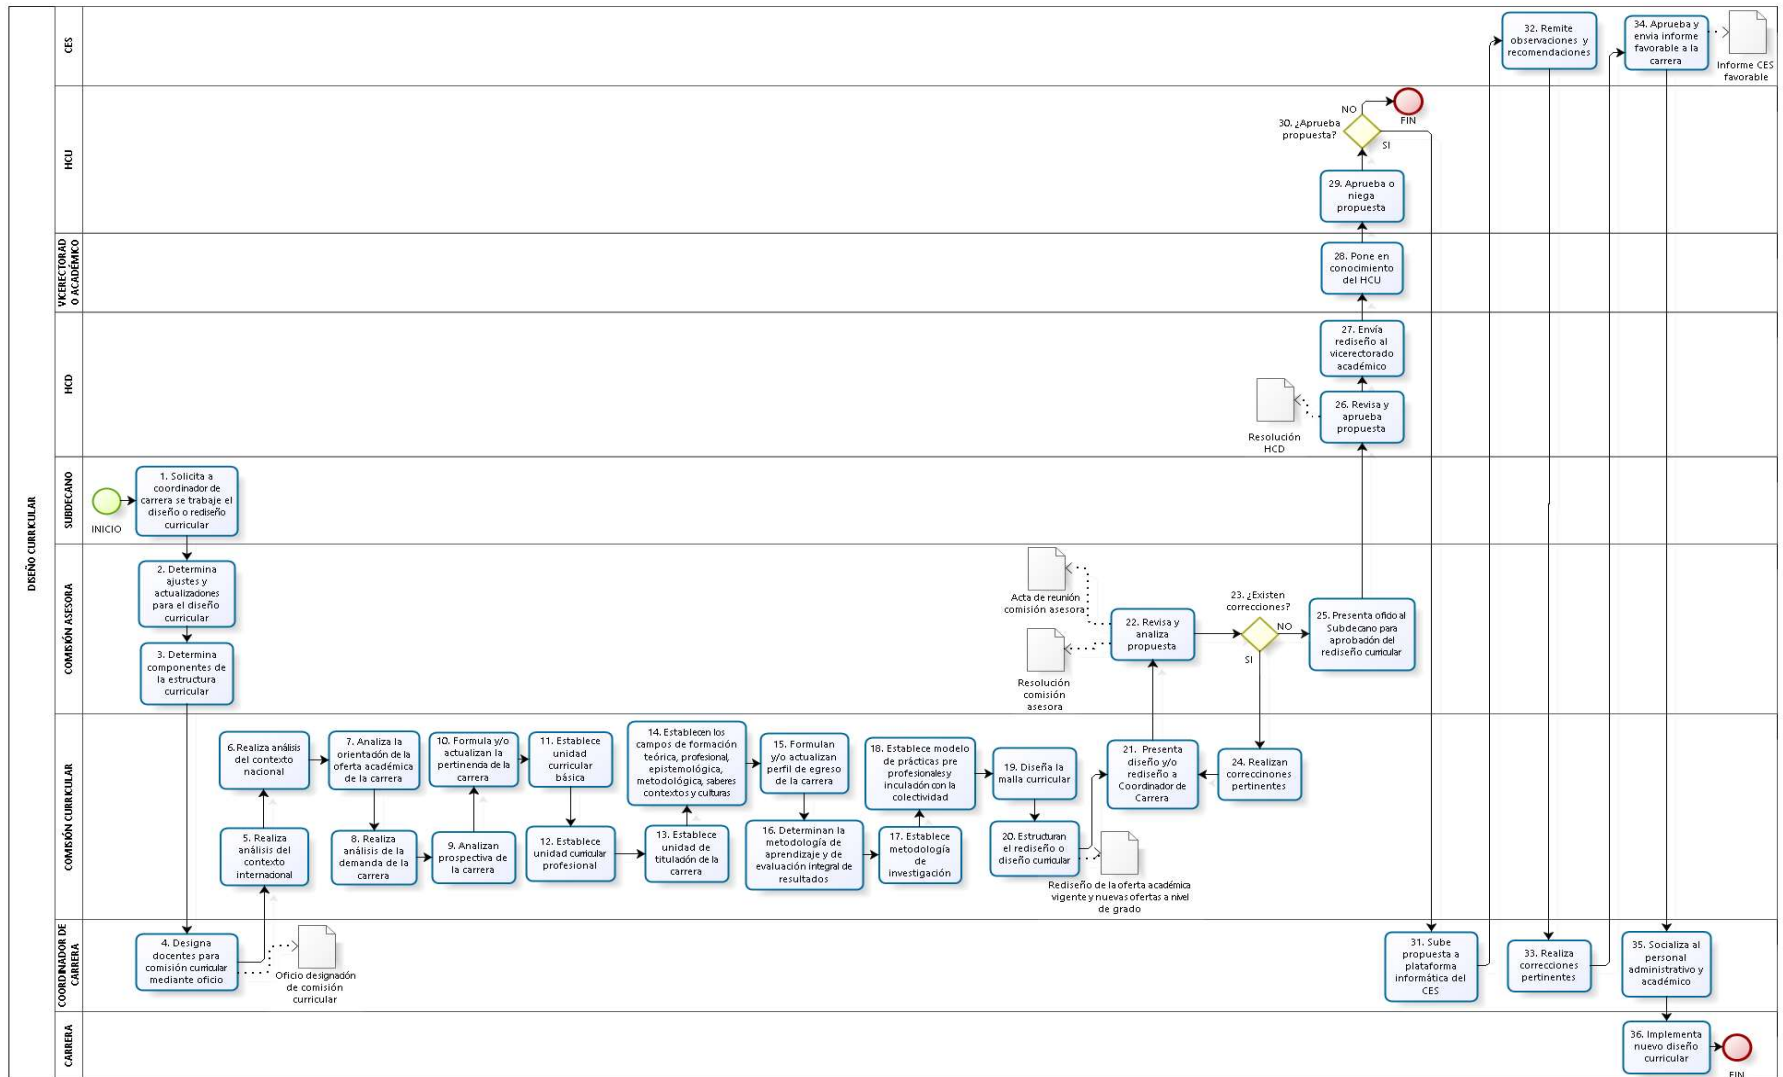 DISEÑO CURRICULAR
CES
32. Remite
observaciones y
recomendaciones
34. Aprueba y
envia informe
favorable a la
carrera
Informe CES
favorable
HCU
NO
FIN
30. ¿Aprueba
propuesta?
SI
29. Aprueba o
niega
propuesta
VICERECTORAD
O ACADÉMICO
28. Pone en
conocimiento
del HCU
HCD
27. Envía
rediseño al
vicerectorado
académico
26. Revisa y
aprueba
propuesta
Resolución
HCD
SUBDECANO
INICIO
1. Solicita a
coordinador de
carrera se trabaje el
diseño o rediseño
curricular
COMISIÓN ASESORA
2. Determina
ajustes y
actualizaciones
para el diseño
curricular
3. Determina
componentes de
la estructura
curricular
Acta de reunión
comisión asesora
Resolución
comisión
asesora
22. Revisa y
analiza
propuesta
23. ¿Existen
correcciones?
NO
SI
25. Presenta oficio al
Subdecano para
aprobación del
rediseño curricular
COMISIÓN CURRICULAR
6.Realiza análisis
del contexto
nacional
7. Analiza la
orientación de la
oferta académica
de la carrera
10. Formula y/o
actualizan la
pertinencia de la
carrera
11. Establece
unidad
curricular
básica
14. Establecen los
campos de formación
teórica, profesional,
epistemológica,
metodológica, saberes
contextos y culturas
15. Formulan
y/o actualizan
perfil de egreso
de la carrera
18. Establece modelo
de prácticas pre
profesionales y
inculación con la
colectividad
19. Diseña la
malla curricular
21. Presenta
diseño y/o
rediseño a
Coordinador de
Carrera
24. Realizan
correccinones
pertinentes
5. Realiza
análisis del
contexto
internacional
8. Realiza
análisis de la
demanda de la
carrera
9. Analizan
prospectiva de
la carrera
12. Establece
unidad curricular
profesional
13. Establece
unidad de
titulación de la
carrera
16. Determinan la
metodología de
aprendizaje y de
evaluación integral de
resultados
17. Establece
metodología
de
investigación
20. Estructuran
el rediseño o
diseño curricular
Rediseño de la oferta académica
vigente y nuevas ofertas a nivel
de grado
COORDINADOR DE
CARRERA
4. Designa
docentes para
comisión curricular
mediante oficio
Oficio designación
de comisión
curricular
31. Sube
propuesta a
plataforma
informática del
CES
33. Realiza
correcciones
pertinentes
35. Socializa al
personal
administrativo y
académico
CARRERA
36. Implementa
nuevo diseño
curricular
FIN